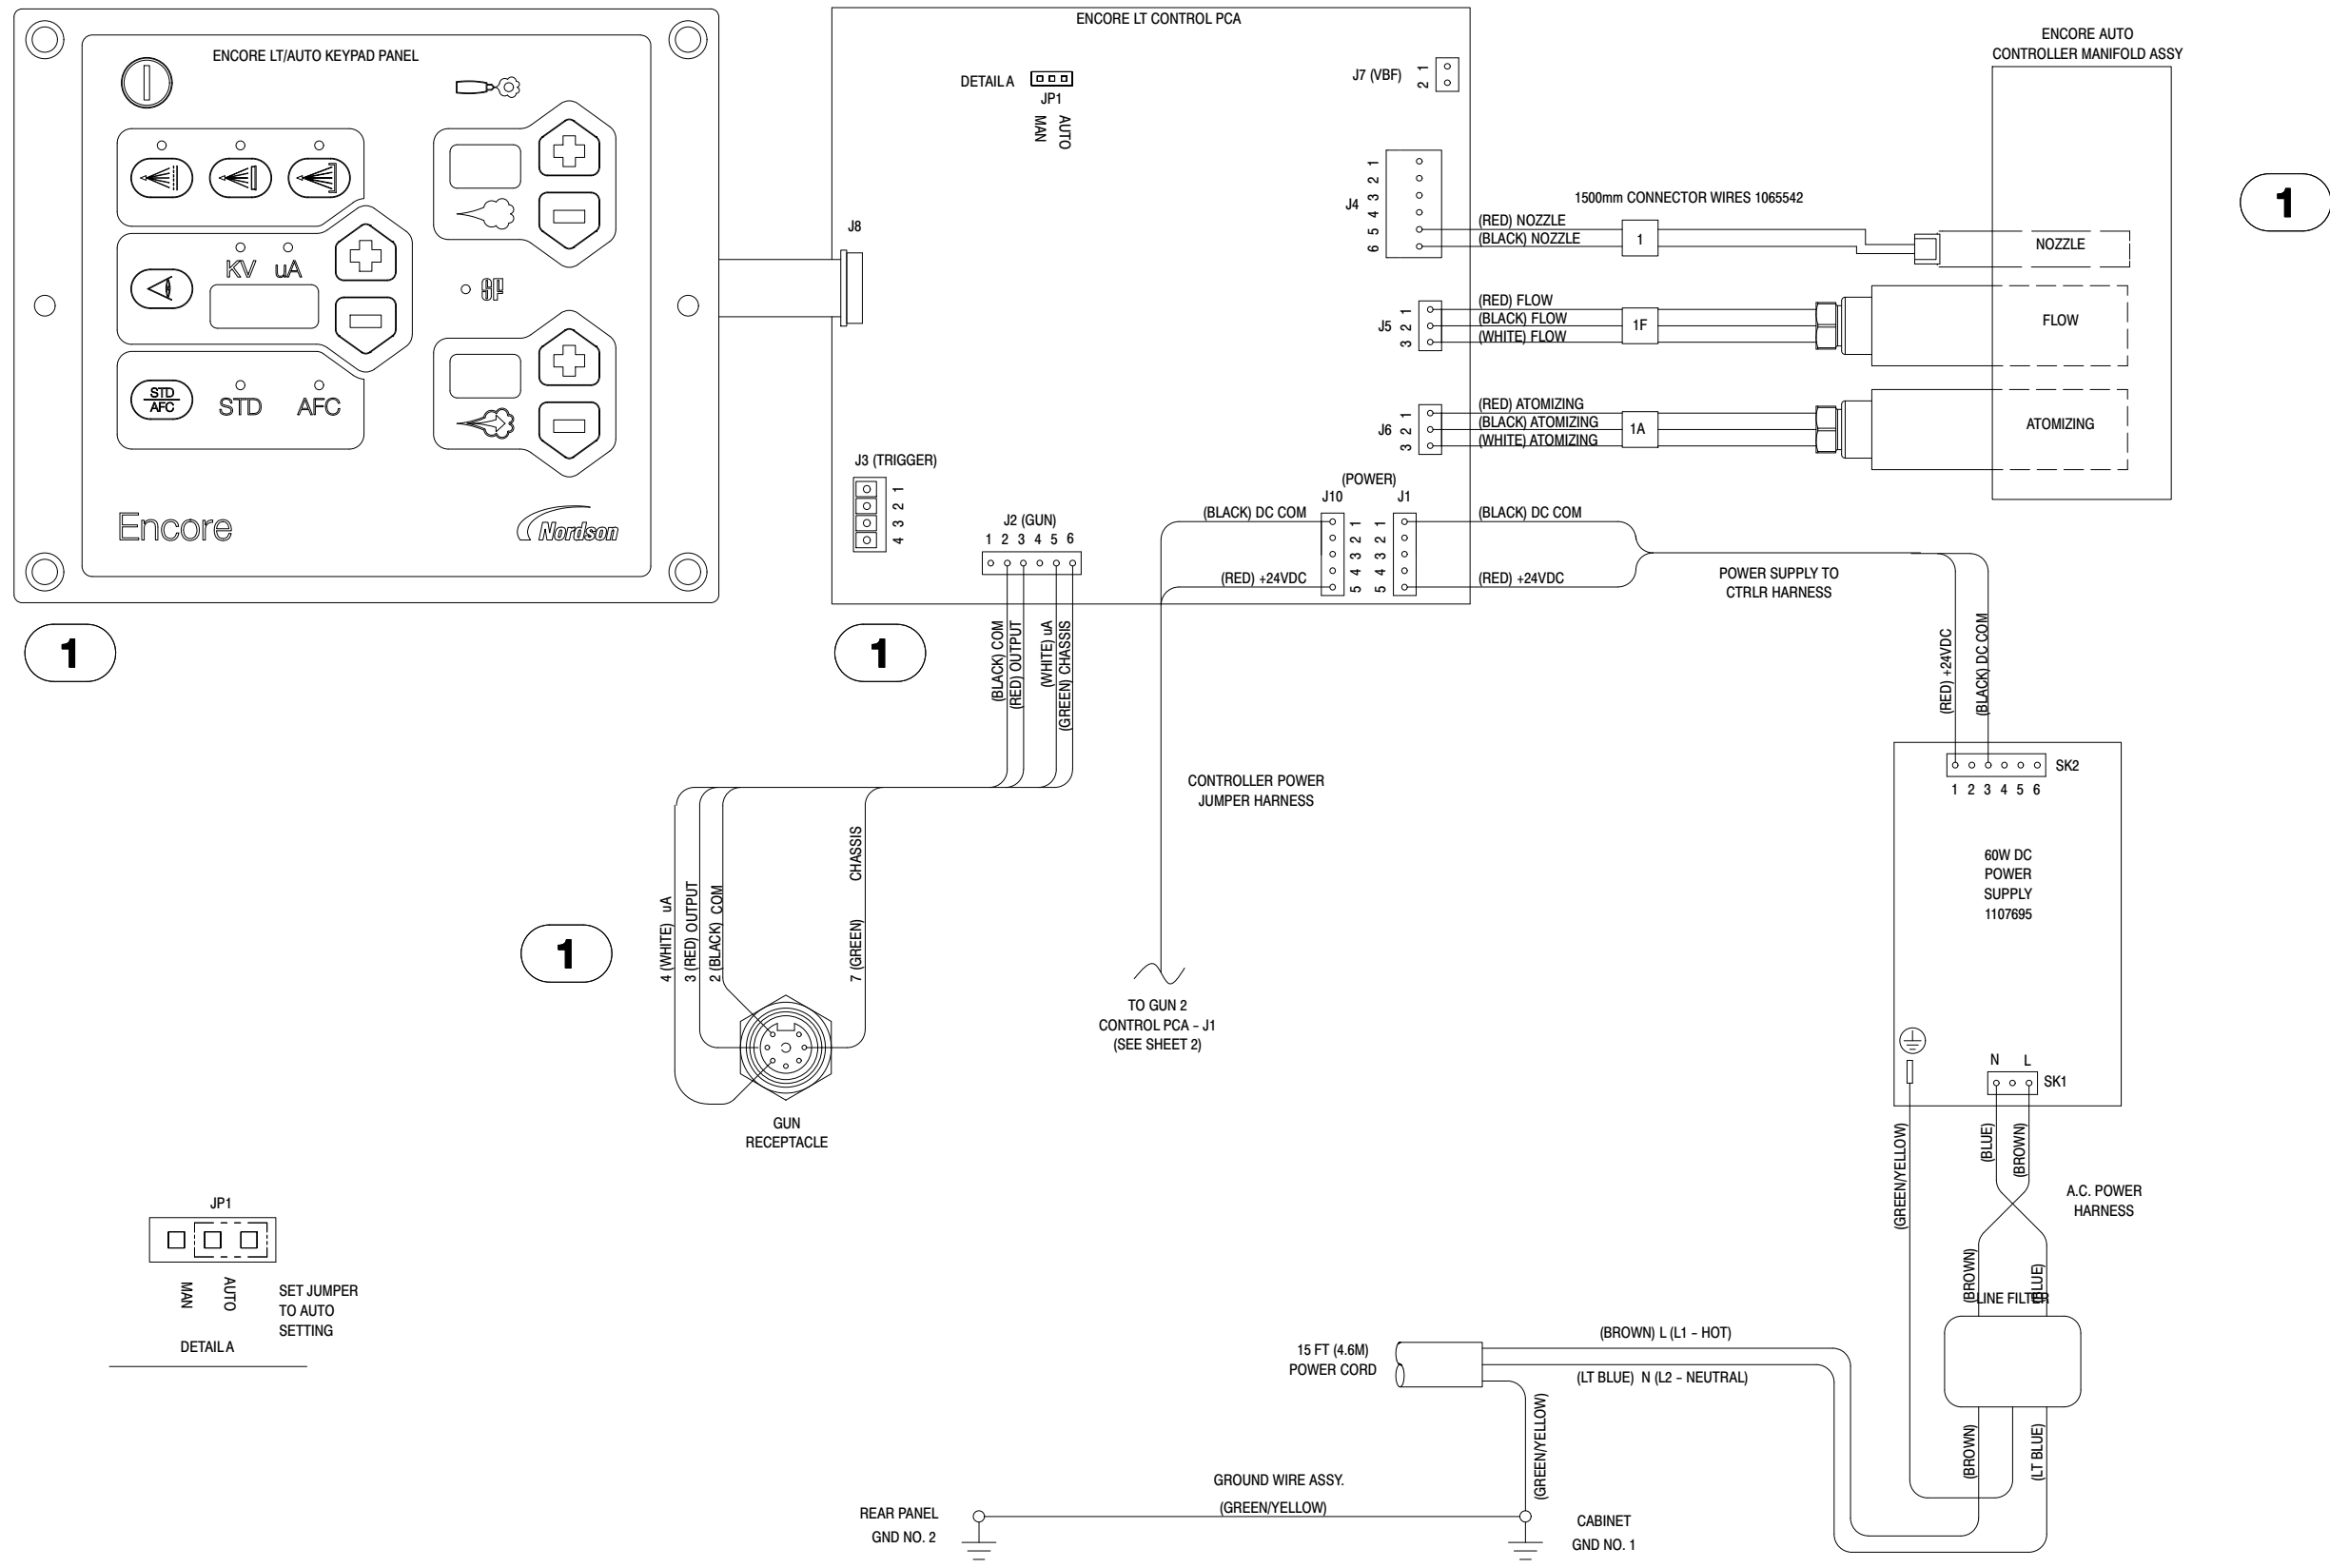 ENCORE LT/AUTO KEYPAD PANEL
KV uA
SP
STD
AFC
STD AFC
Encore
Nordson
1
ENCORE LT CONTROL PCA
DETAIL A
JP1
MAN
AUTO
J7 (VBF)
1
2
J4
1
2
3
4
5
6
J8
J5
1
2
3
J6
1
2
3
J3 (TRIGGER)
1
2
3
4
J2 (GUN)
1 2 3 4 5 6
(POWER)
J10
J1
(BLACK) DC COM
(RED) +24VDC
1
2
3
4
5
1
2
3
4
5
1
ENCORE AUTO
CONTROLLER MANIFOLD ASSY
1500mm CONNECTOR WIRES 1065542
(RED) NOZZLE
(BLACK) NOZZLE
1
NOZZLE
(RED) FLOW
(BLACK) FLOW
(WHITE) FLOW
1F
FLOW
(RED) ATOMIZING
(BLACK) ATOMIZING
(WHITE) ATOMIZING
1A
ATOMIZING
1
(BLACK) DC COM
(RED) +24VDC
POWER SUPPLY TO
CTRLR HARNESS
(RED) +24VDC
(BLACK) DC COM
SK2
1 2 3 4 5 6
60W DC
POWER
SUPPLY
1107695
N L
SK1
(GREEN/YELLOW)
(BLUE)
(BROWN)
A.C. POWER
HARNESS
(BROWN)
(BLUE)
LINE FILTER
(BROWN)
(LT BLUE)
(BLACK) COM
(RED) OUTPUT
(WHITE) uA
(GREEN) CHASSIS
4 (WHITE) uA
3 (RED) OUTPUT
2 (BLACK) COM
7 (GREEN) CHASSIS
1
GUN
RECEPTACLE
CONTROLLER POWER
JUMPER HARNESS
TO GUN 2
CONTROL PCA - J1
(SEE SHEET 2)
JP1
MAN
AUTO
SET JUMPER
TO AUTO
SETTING
DETAIL A
15 FT (4.6M)
POWER CORD
(BROWN) L (L1 - HOT)
(LT BLUE) N (L2 - NEUTRAL)
(GREEN/YELLOW)
GROUND WIRE ASSY.
(GREEN/YELLOW)
REAR PANEL
GND NO. 2
CABINET
GND NO. 1